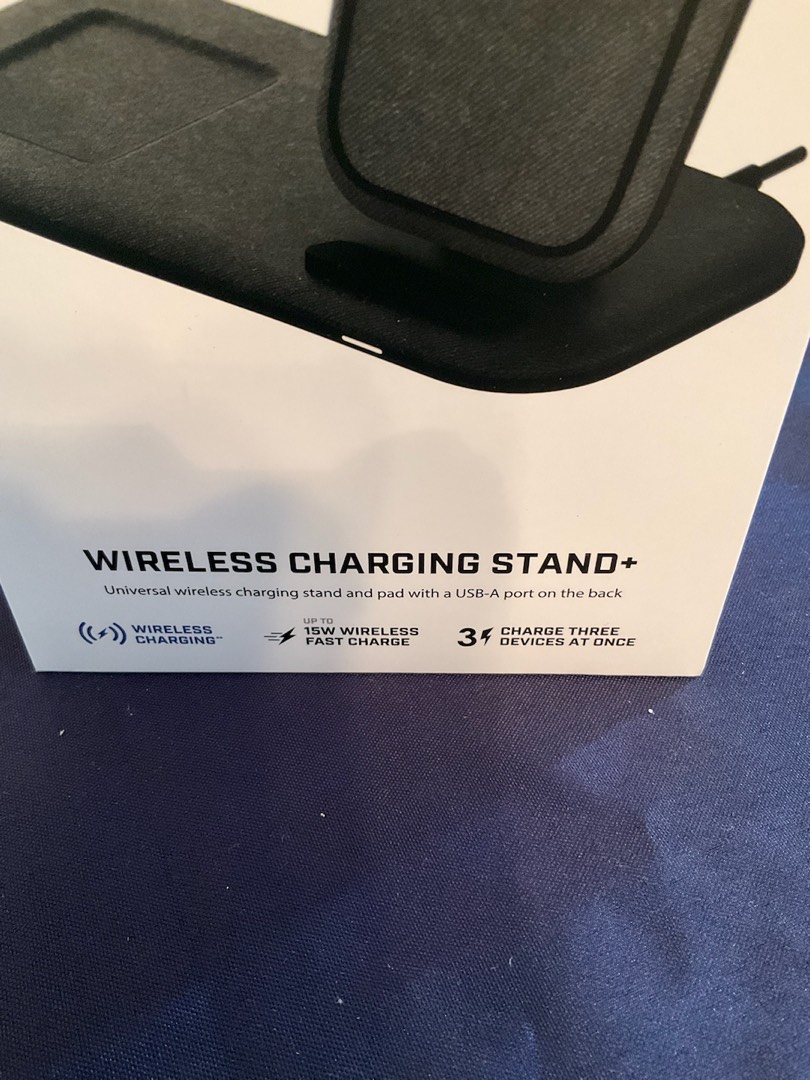 WIRELESS CHARGING STAND+
Universal wireless charging stand and pad with a USB-A port on the back
WIRELESS
CHARGING**
UP TO
15W WIRELESS
FAST CHARGE
3
CHARGE THREE
DEVICES AT ONCE